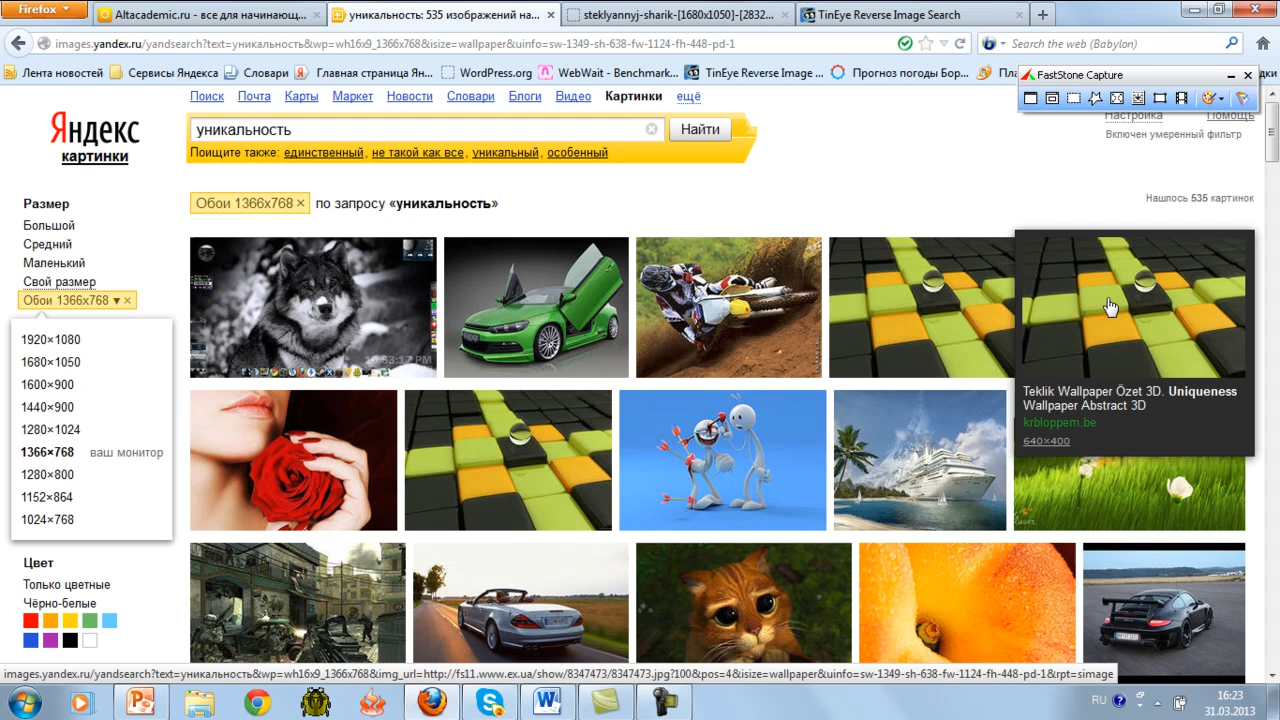 Firefox
Altacademic.ru - все для начинающ...
уникальность: 535 изображений на...
steklyannyj-sharik-[1680x1050]-[2832...
TinEye Reverse Image Search
images.yandex.ru/yandsearch?text=уникальность&wp=wh16x9_1366x768&isize=wallpaper&uinfo=sw-1349-sh-638-fw-1124-fh-448-pd-1
Search the web (Babylon)
Лента новостей
Сервисы Яндекса
Словари
Главная страница Ян...
WordPress.org
WebWait - Benchmark...
TinEye Reverse Image ...
Прогноз погоды Бор...
FastStone Capture
Поиск Почта Карты Маркет Новости Словари Блоги Видео Картинки ещё
Настройка Помощь
Яндекс
картинки
уникальность
Найти
Включен умеренный фильтр
Поищите также: единственный, не такой как все, уникальный, особенный
Размер
Большой
Средний
Маленький
Свой размер
Обои 1366x768 ▼ ×
1920×1080
1680×1050
1600×900
1440×900
1280×1024
1366×768 ваш монитор
1280×800
1152×864
1024×768
Цвет
Только цветные
Чёрно-белые
Обои 1366x768 × по запросу «уникальность»
Нашлось 535 картинок
10:53:17 PM
Teklik Wallpaper Özet 3D. Uniqueness
Wallpaper Abstract 3D
krbloppem.be
640×400
images.yandex.ru/yandsearch?text=уникальность&wp=wh16x9_1366x768&img_url=http://fs11.www.ex.ua/show/8347473/8347473.jpg?100&pos=4&isize=wallpaper&uinfo=sw-1349-sh-638-fw-1124-fh-448-pd-1&rpt=simage
RU
16:23
31.03.2013